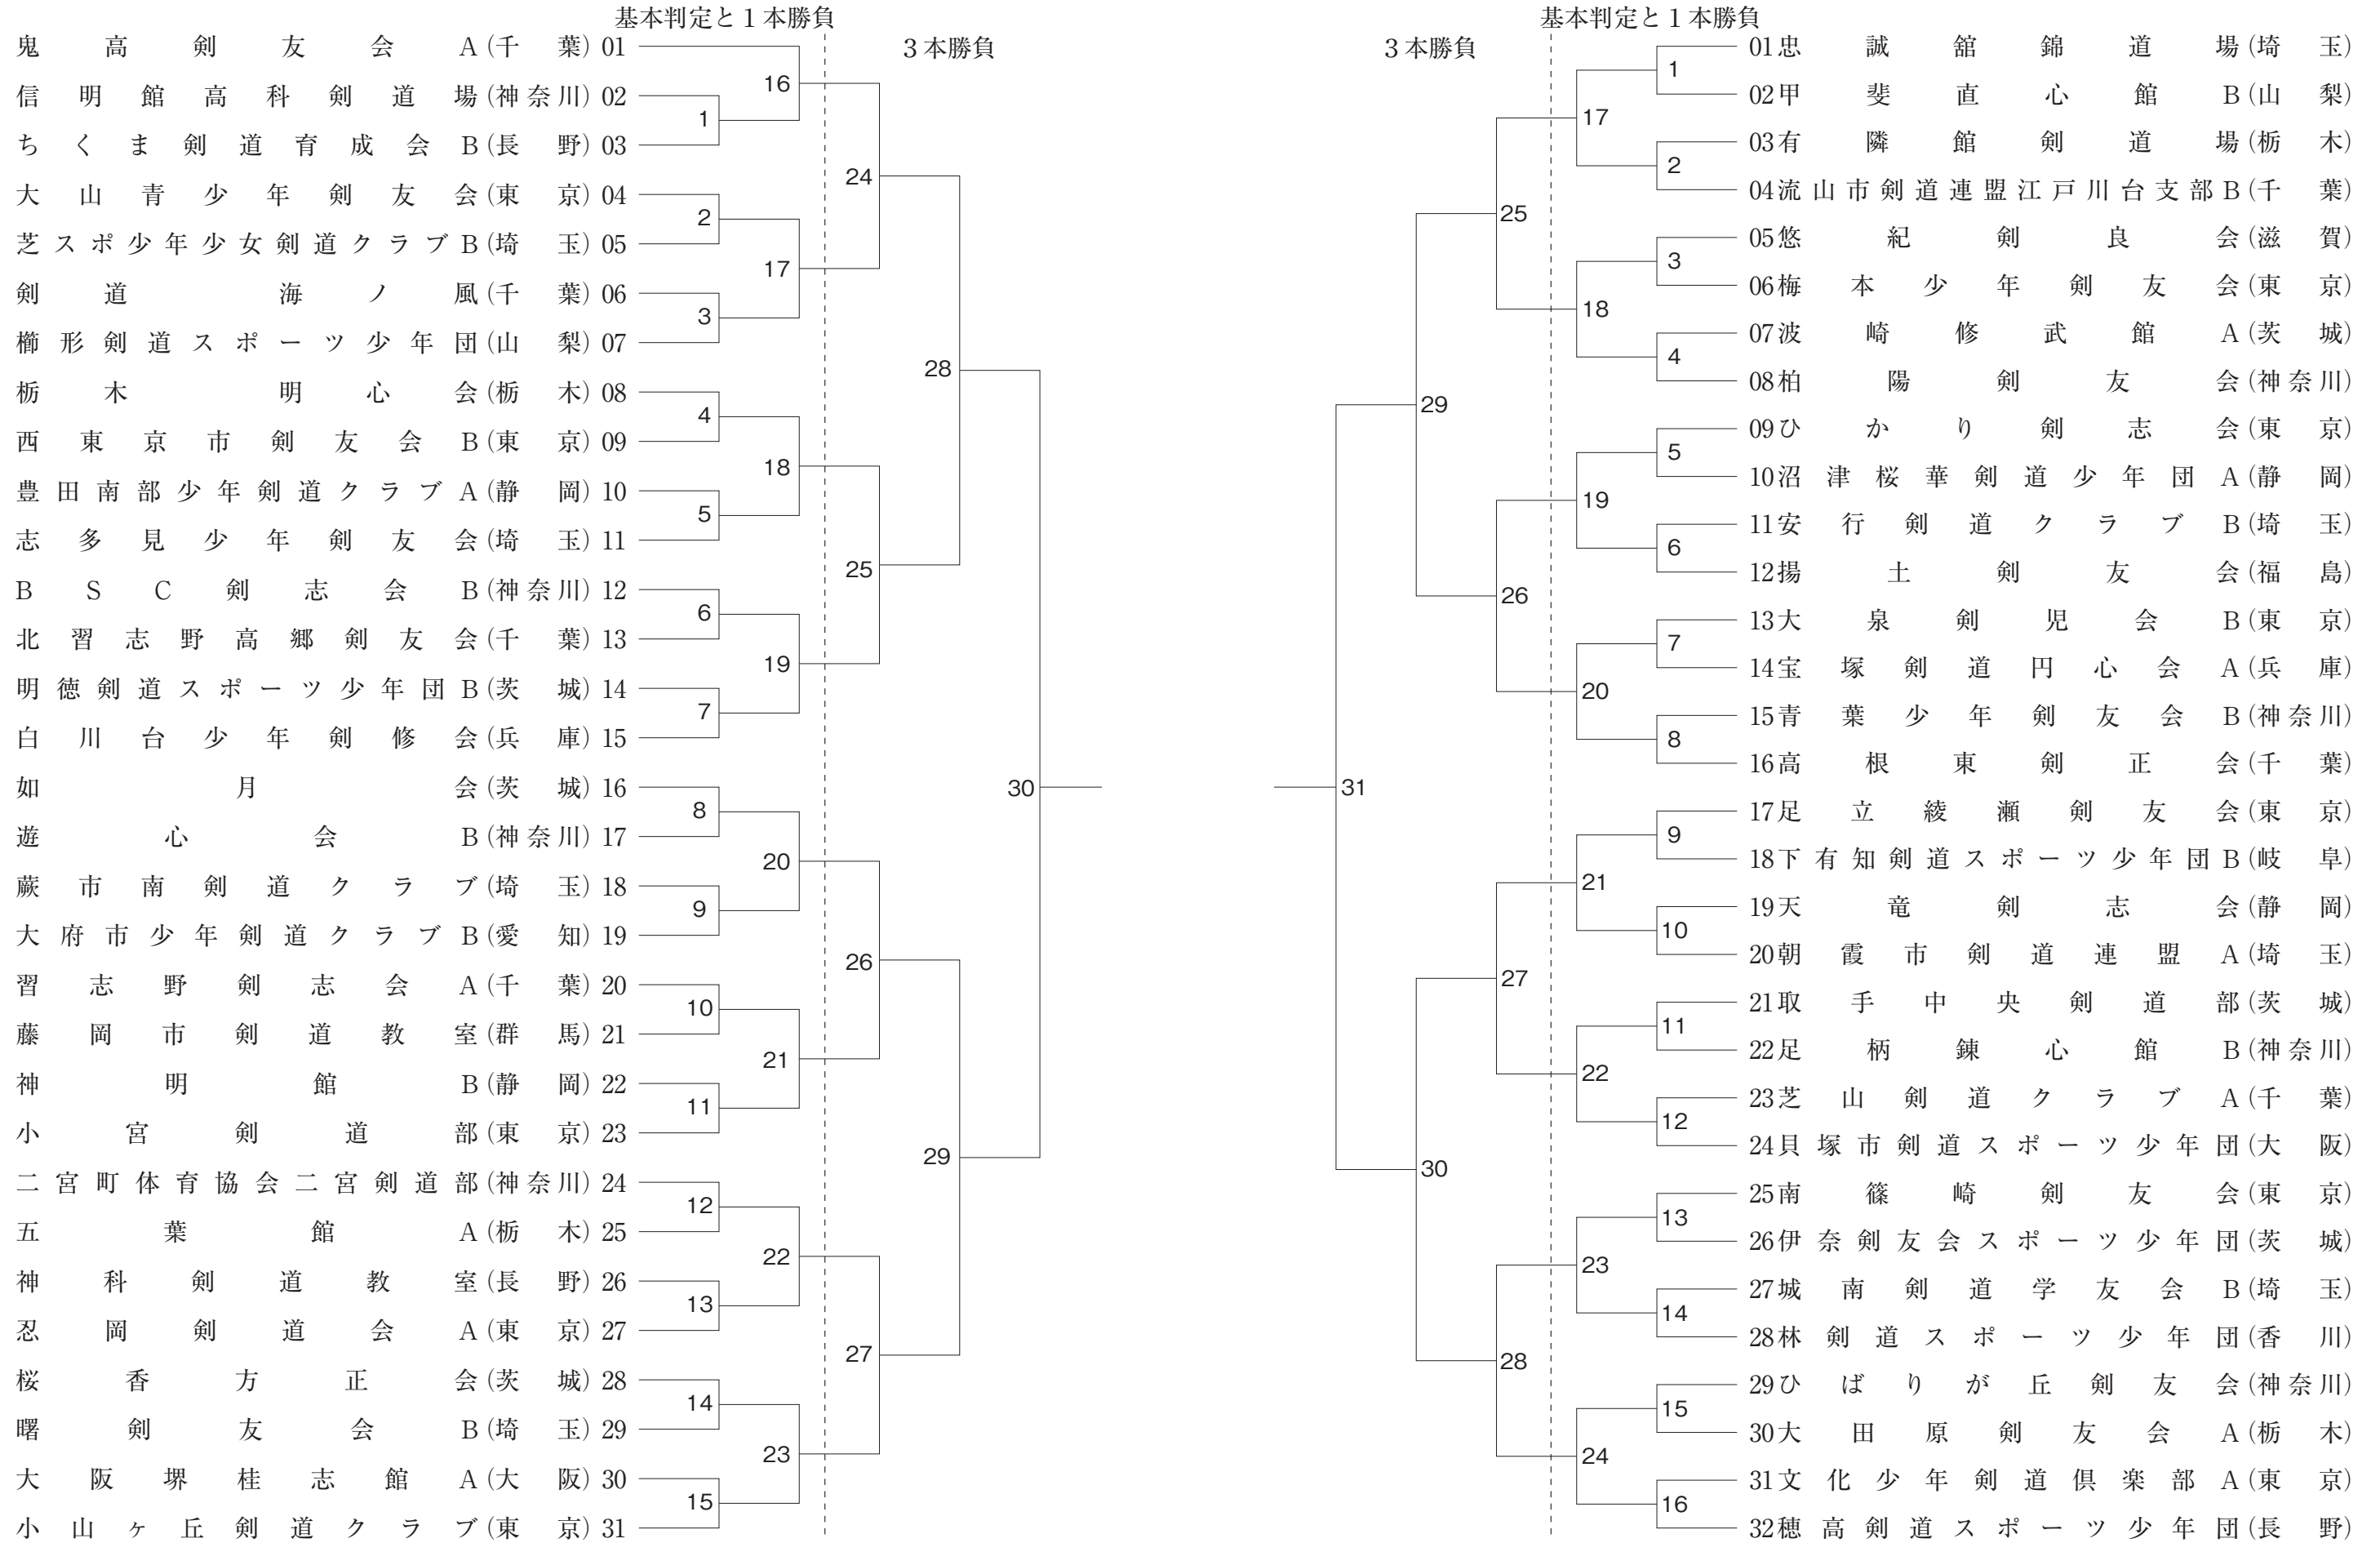 基本判定と1本勝負
3本勝負
鬼高剣友会A(千葉)01
信明館高科剣道場(神奈川)02
ちくま剣道育成会B(長野)03
大山青少年剣友会(東京)04
芝スポ少年少女剣道クラブB(埼玉)05
剣道 海ノ風(千葉)06
櫛形剣道スポーツ少年団(山梨)07
栃木 明心会(栃木)08
西東京市剣友会B(東京)09
豊田南部少年剣道クラブA(静岡)10
志多見少年剣友会(埼玉)11
BSC剣志会B(神奈川)12
北習志野高郷剣友会(千葉)13
明徳剣道スポーツ少年団B(茨城)14
白川台少年剣修会(兵庫)15
如月会(茨城)16
遊心会B(神奈川)17
蕨市南剣道クラブ(埼玉)18
大府市少年剣道クラブB(愛知)19
習志野剣志会A(千葉)20
藤岡市剣道教室(群馬)21
神明館B(静岡)22
小宮剣道部(東京)23
二宮町体育協会二宮剣道部(神奈川)24
五葉館A(栃木)25
神科剣道教室(長野)26
忍岡剣道会A(東京)27
桜香方正会(茨城)28
曙剣友会B(埼玉)29
大阪堺桂志館A(大阪)30
小山ヶ丘剣道クラブ(東京)31
1
2
3
4
5
6
7
8
9
10
11
12
13
14
15
16
17
18
19
20
21
22
23
24
25
26
27
28
29
30
基本判定と1本勝負
3本勝負
01忠誠舘錦道場(埼玉)
02甲斐直心館B(山梨)
03有隣館剣道場(栃木)
04流山市剣道連盟江戸川台支部B(千葉)
05悠紀剣良会(滋賀)
06梅本少年剣友会(東京)
07波崎修武館A(茨城)
08柏陽剣友会(神奈川)
09ひかり剣志会(東京)
10沼津桜華剣道少年団A(静岡)
11安行剣道クラブB(埼玉)
12揚土剣友会(福島)
13大泉剣児会B(東京)
14宝塚剣道円心会A(兵庫)
15青葉少年剣友会B(神奈川)
16高根東剣正会(千葉)
17足立綾瀬剣友会(東京)
18下有知剣道スポーツ少年団B(岐阜)
19天竜剣志会(静岡)
20朝霞市剣道連盟A(埼玉)
21取手中央剣道部(茨城)
22足柄錬心館B(神奈川)
23芝山剣道クラブA(千葉)
24貝塚市剣道スポーツ少年団(大阪)
25南篠崎剣友会(東京)
26伊奈剣友会スポーツ少年団(茨城)
27城南剣道学友会B(埼玉)
28林剣道スポーツ少年団(香川)
29ひばりが丘剣友会(神奈川)
30大田原剣友会A(栃木)
31文化少年剣道倶楽部A(東京)
32穂高剣道スポーツ少年団(長野)
1
2
3
4
5
6
7
8
9
10
11
12
13
14
15
16
17
18
19
20
21
22
23
24
25
26
27
28
29
30
31